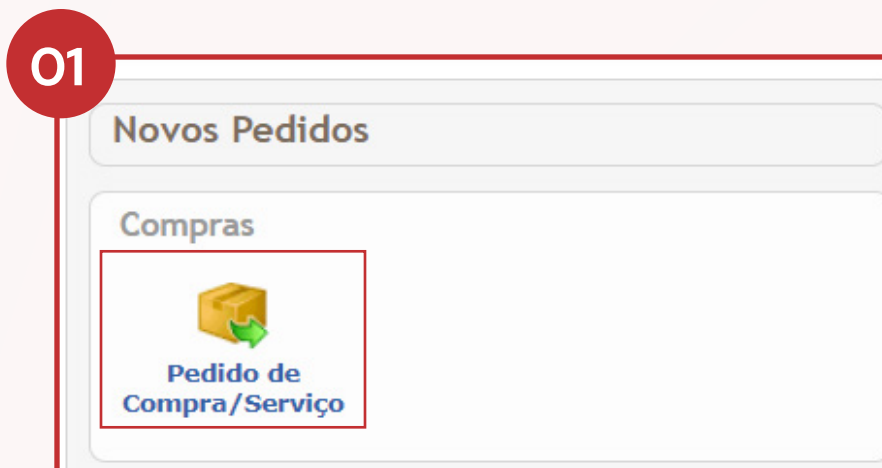 01
Novos Pedidos
Compras
Pedido de
Compra/Serviço